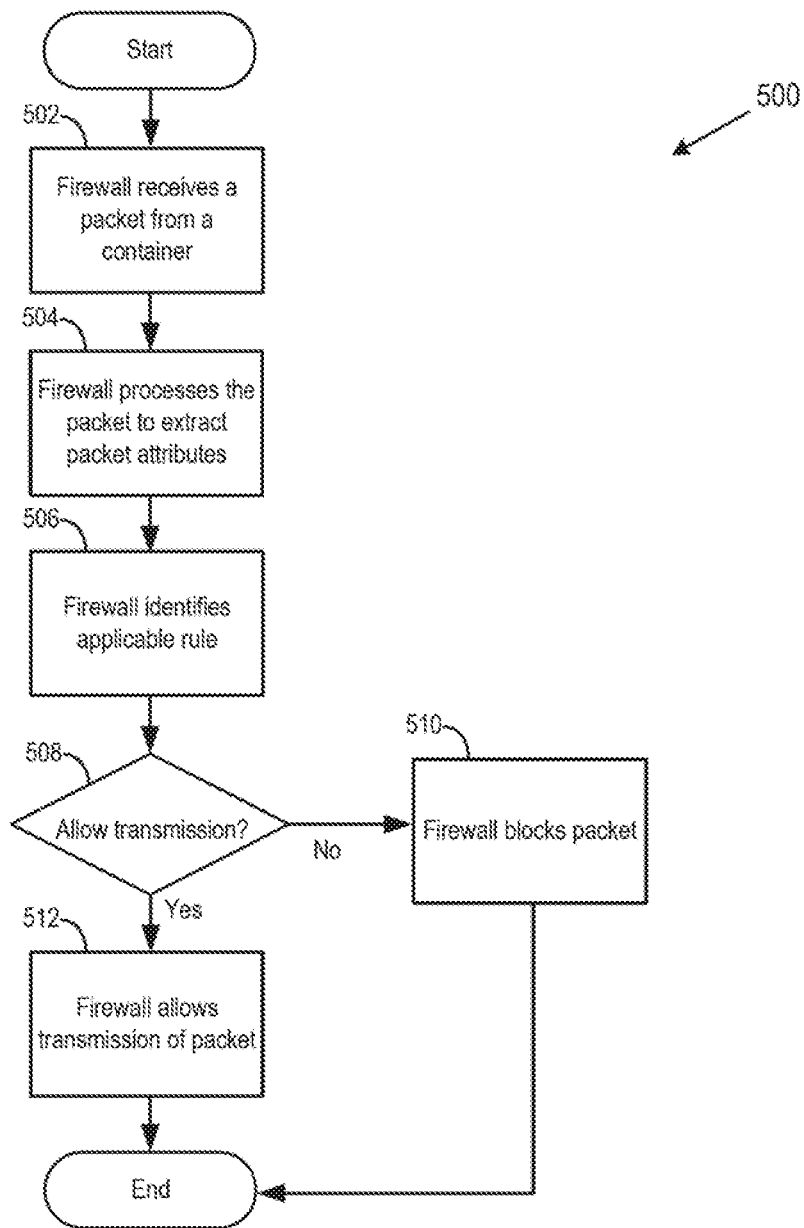 Start
500
502
Firewall receives a
packet from a
container
504
Firewall processes the
packet to extract
packet attributes
506
Firewall identifies
applicable rule
508
Allow transmission?
No
510
Firewall blocks packet
Yes
512
Firewall allows
transmission of packet
End